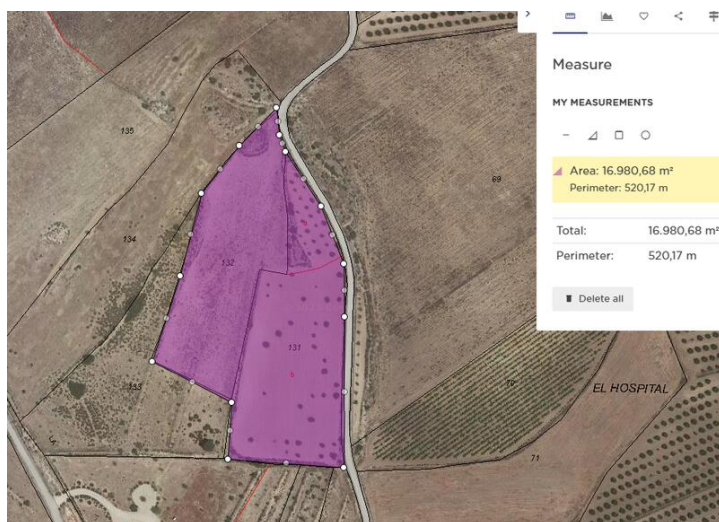 Measure
MY MEASUREMENTS
Area: 16.980,68 m²
Perimeter: 520,17 m
Total: 16.980,68 m²
Perimeter: 520,17 m
Delete all
135
134
132
133
131
69
70
71
EL HOSPITAL